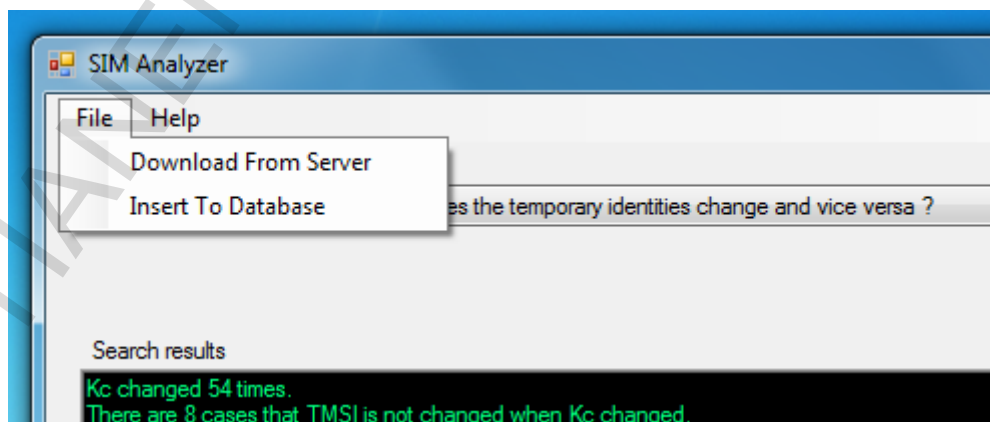 SIM Analyzer
File Help
Download From Server
Insert To Database
es the temporary identities change and vice versa ?
Search results
Kc changed 54 times.
There are 8 cases that TMSI is not changed when Kc changed.